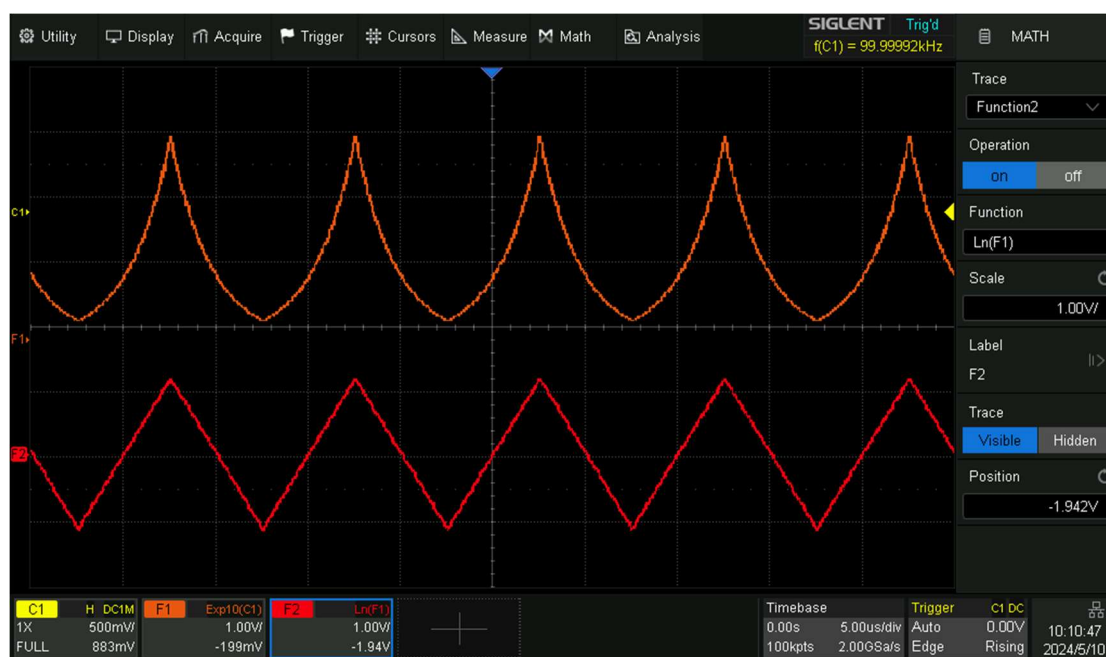 Utility Display Acquire Trigger Cursors Measure Math Analysis
SIGLENT Trig'd
f(C1) = 99.99992kHz
MATH
Trace
Function2
Operation
on off
Function
Ln(F1)
Scale
1.00V/
Label
F2
Trace
Visible Hidden
Position
-1.942V
C1
F1
F2
C1 H DC1M
1X 500mV/
FULL 883mV
F1 Exp10(C1)
1.00V/
-199mV
F2 Ln(F1)
1.00V/
-1.94V
Timebase
0.00s 5.00us/div
100kpts 2.00GSa/s
Trigger C1 DC
Auto 0.00V
Edge Rising
10:10:47
2024/5/10